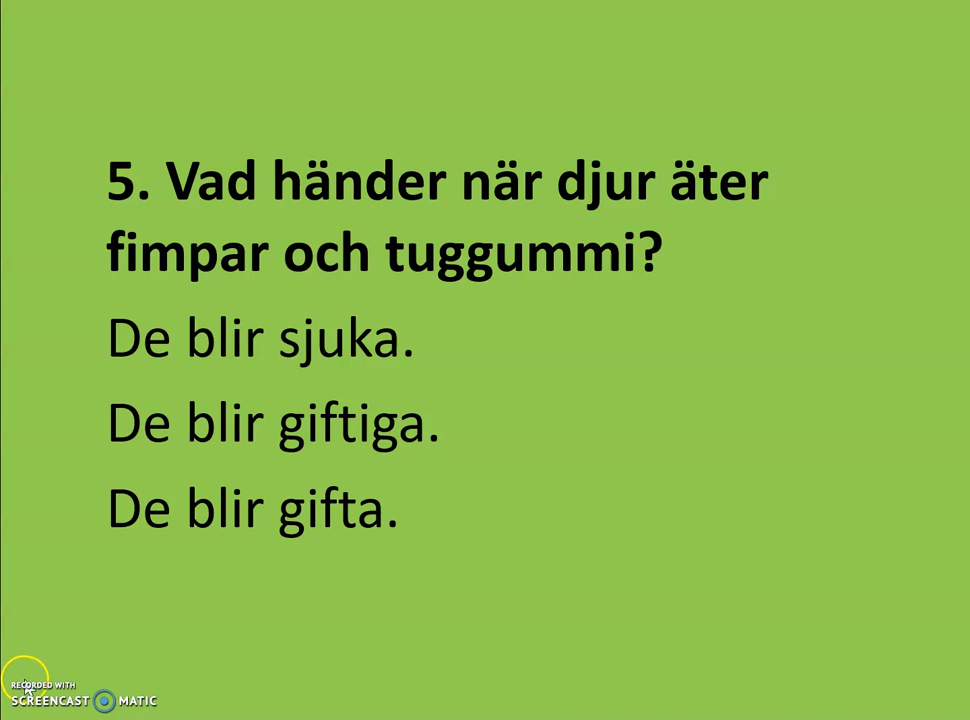 5. Vad händer när djur äter
fimpar och tuggummi?
De blir sjuka.
De blir giftiga.
De blir gifta.
RECORDED WITH
SCREENCAST MATIC